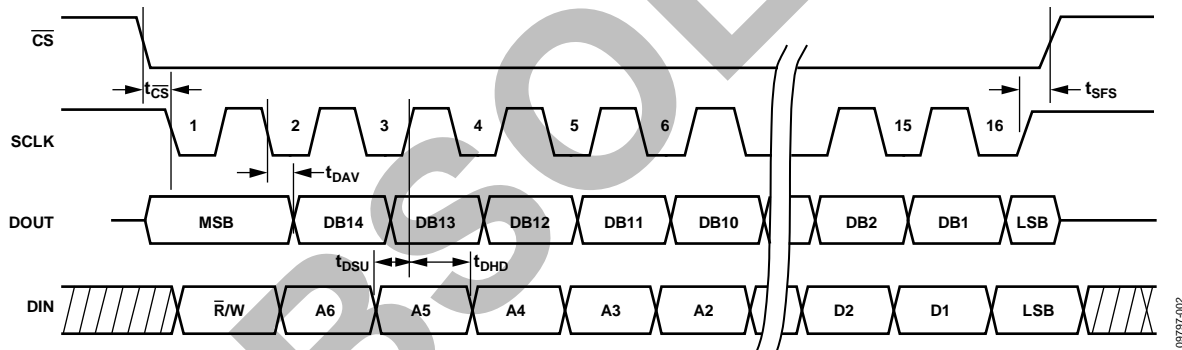 CS
tCS
tSFS
SCLK
1 2 3 4 5 6 15 16
tDAV
DOUT
MSB DB14 DB13 DB12 DB11 DB10 DB2 DB1 LSB
tDSU tDHD
DIN
R/W A6 A5 A4 A3 A2 D2 D1 LSB
09797-002